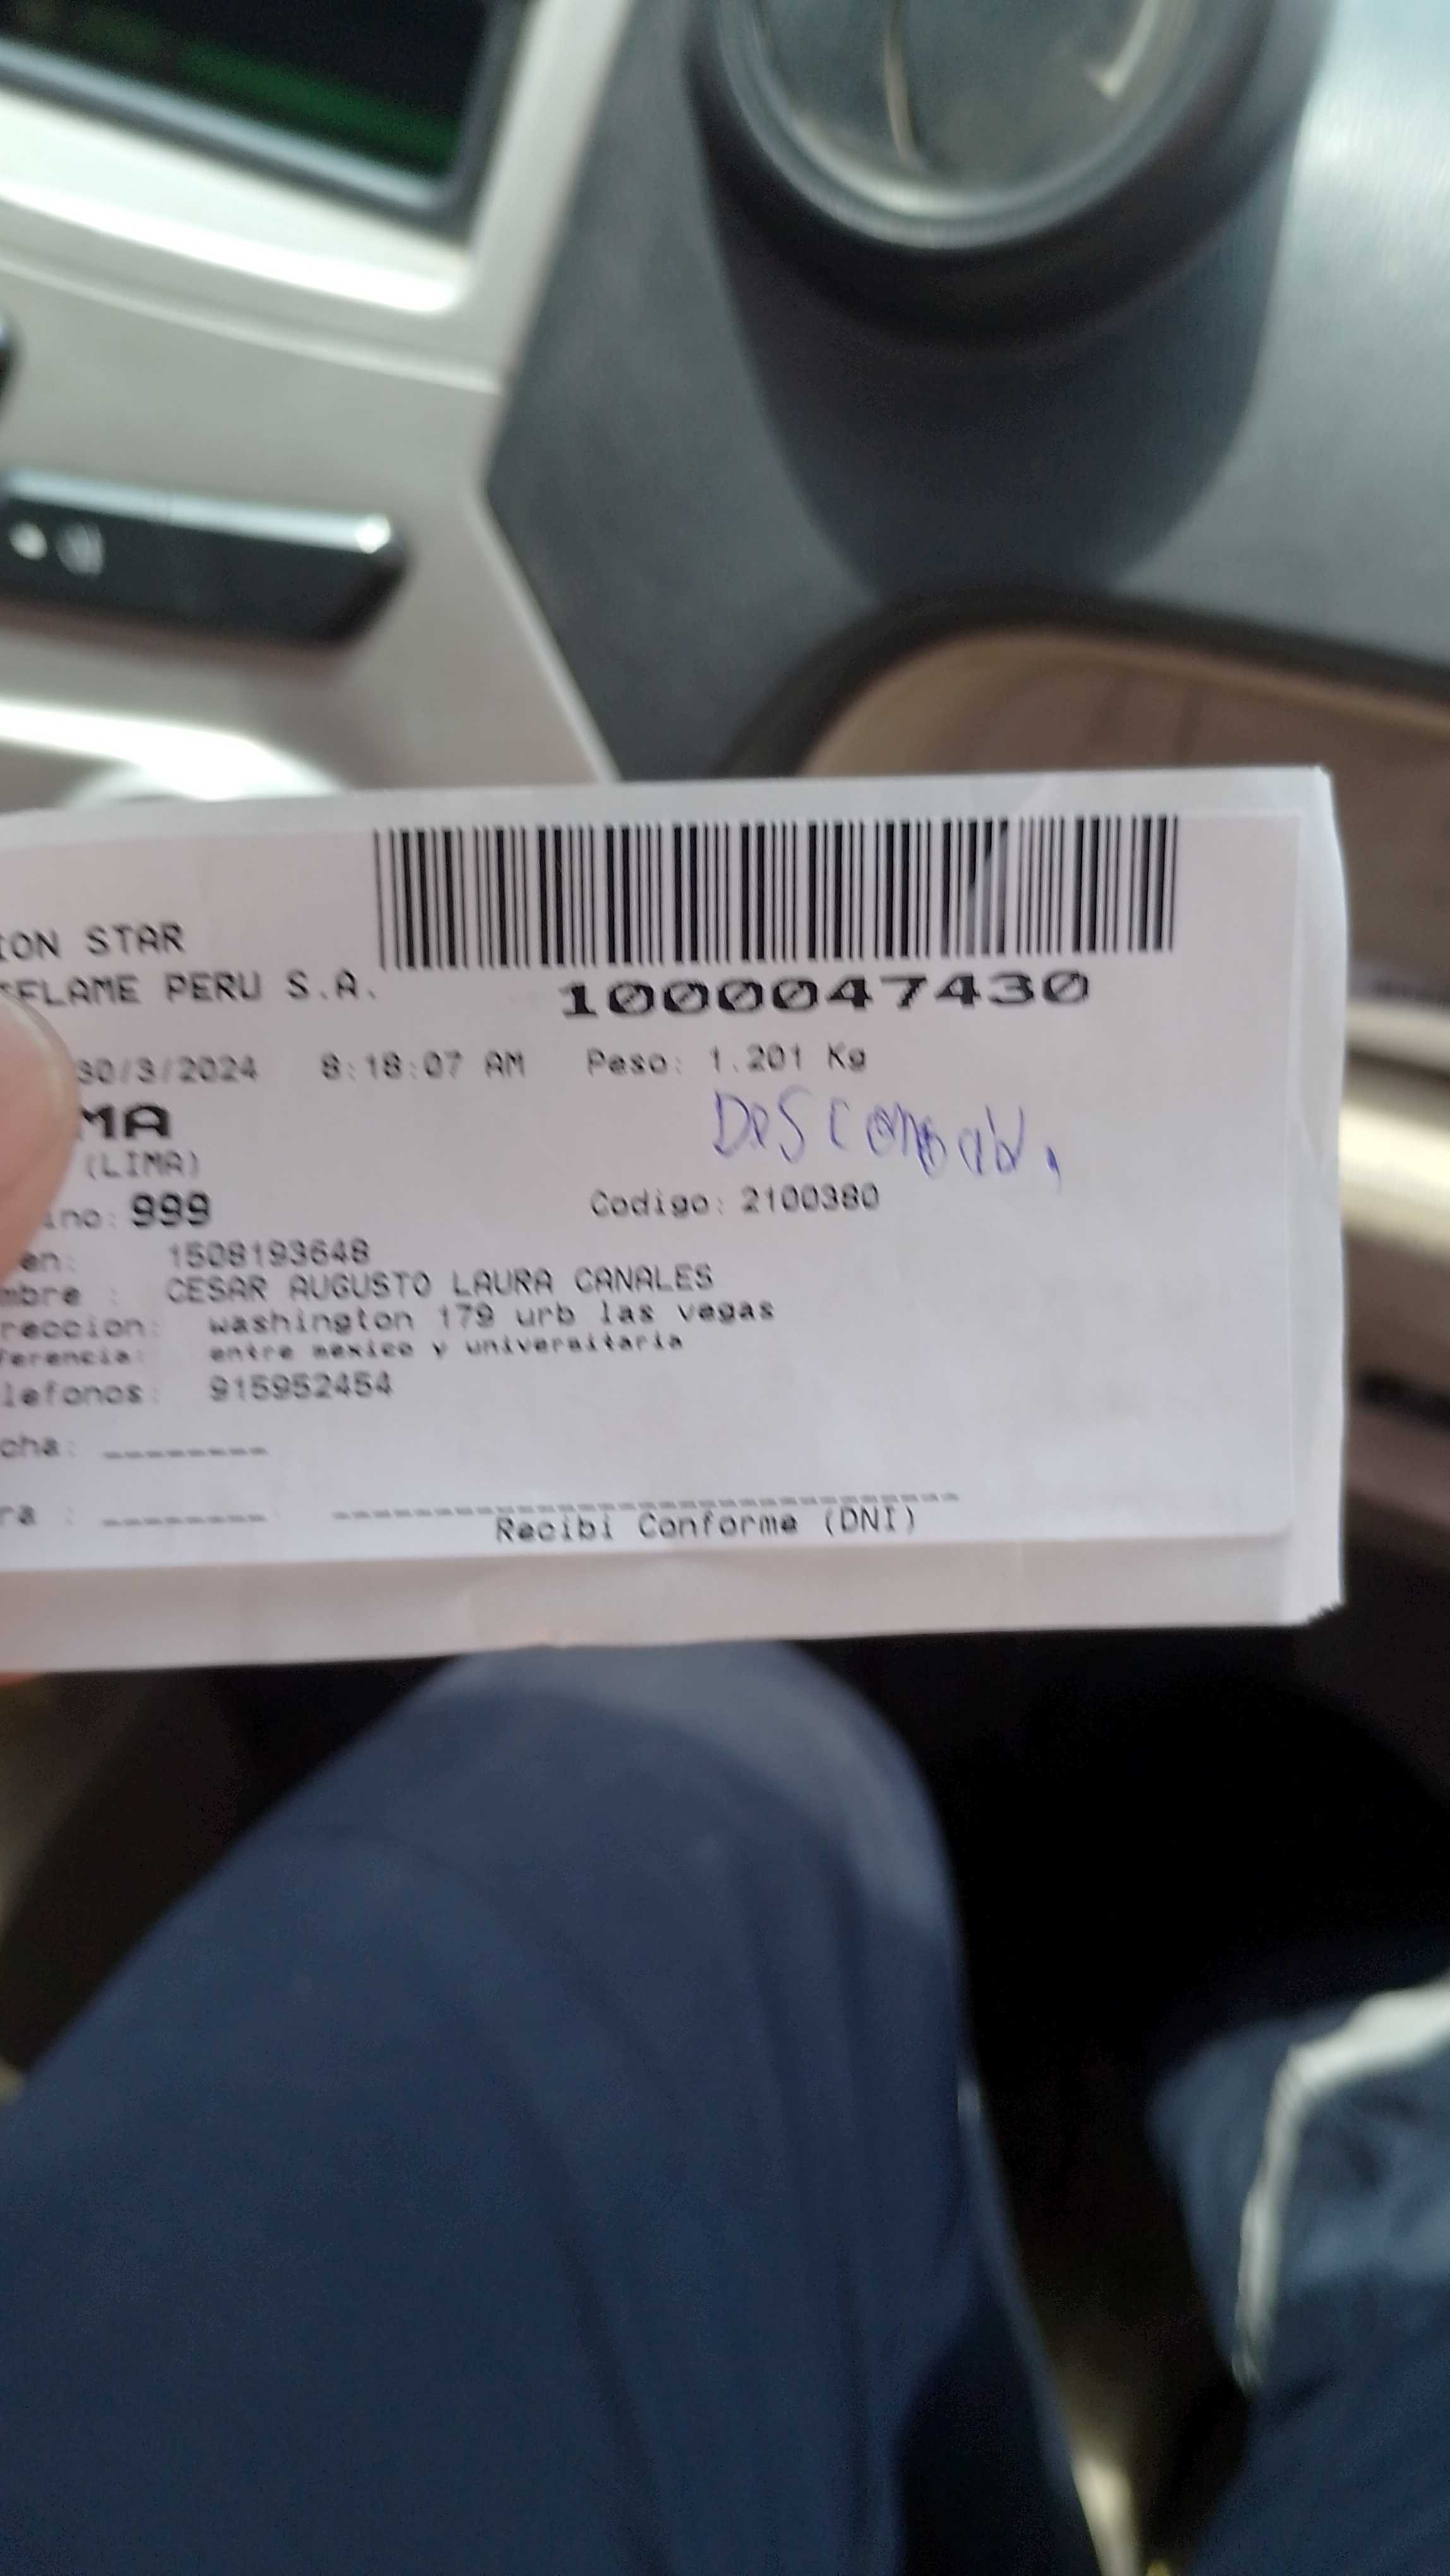 ION STAR
FLAME PERU S.A.
1000047430
30/3/2024 8:18:07 AM Peso: 1.201 Kg
MA
(LIMA)
ino: 999 Codigo: 2100380
en: 1508193648
mbre : CESAR AUGUSTO LAURA CANALES
reccion: washington 179 urb las vegas
ferencia: entre mexico y universitaria
lefonos: 915952454
cha: ________
ra : ________
Recibi Conforme (DNI)